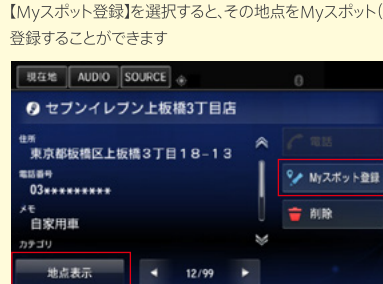 【Myスポット登録】を選択すると、その地点をMyスポット(
登録することができます
現在地 AUDIO SOURCE
セブンイレブン上板橋3丁目店
住所
東京都板橋区上板橋3丁目18-13
電話
電話番号
03*********
Myスポット登録
メモ
自家用車
削除
カテゴリ
地点表示 12/99